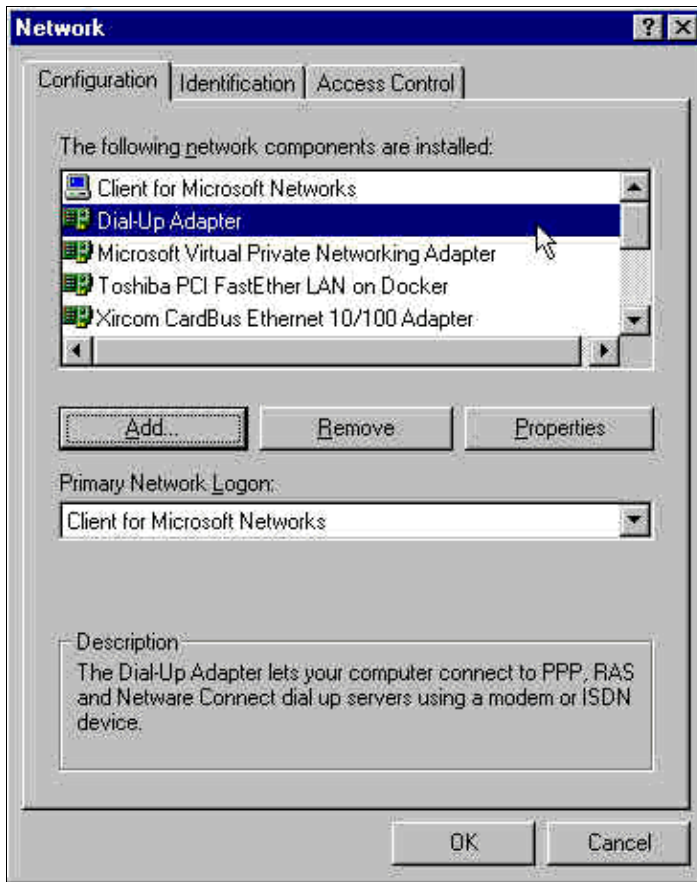 Network
Configuration Identification Access Control
The following network components are installed:
Client for Microsoft Networks
Dial-Up Adapter
Microsoft Virtual Private Networking Adapter
Toshiba PCI FastEther LAN on Docker
Xircom CardBus Ethernet 10/100 Adapter
Add... Remove Properties
Primary Network Logon:
Client for Microsoft Networks
Description
The Dial-Up Adapter lets your computer connect to PPP, RAS
and Netware Connect dial up servers using a modem or ISDN
device.
OK Cancel